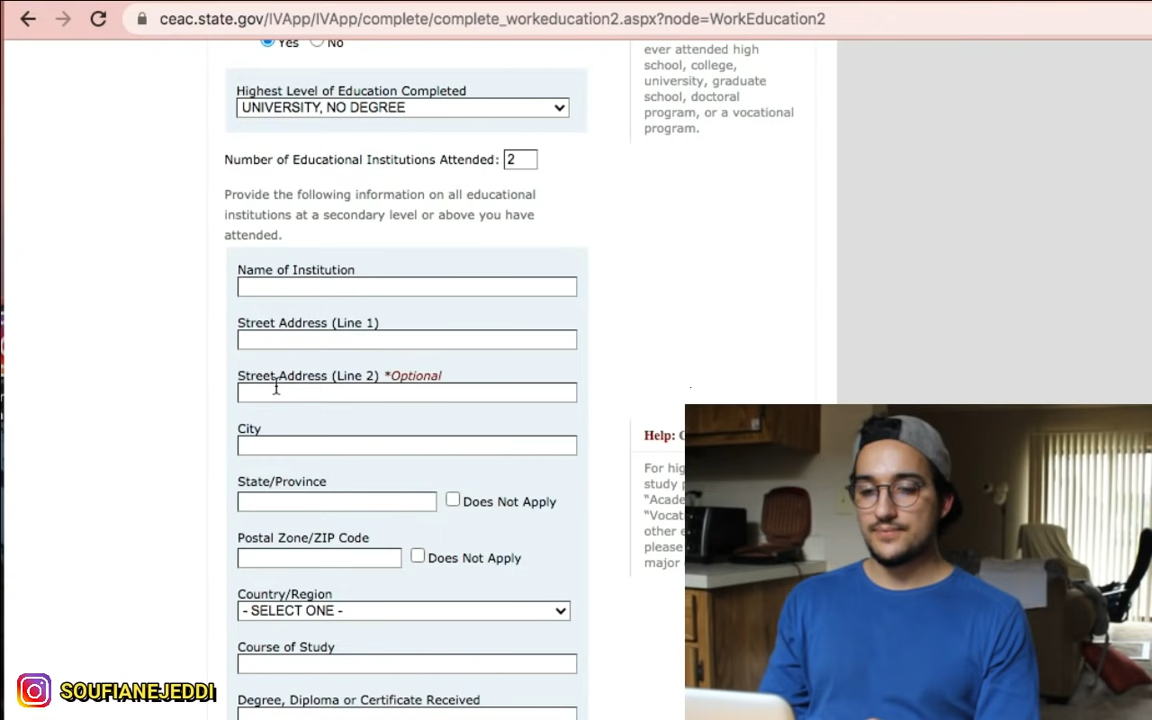 ceac.state.gov/IVApp/IVApp/complete/complete_workeducation2.aspx?node=WorkEducation2
Yes No
Highest Level of Education Completed
UNIVERSITY, NO DEGREE
Number of Educational Institutions Attended: 2
Provide the following information on all educational
institutions at a secondary level or above you have
attended.
Name of Institution
Street Address (Line 1)
Street Address (Line 2) *Optional
City
State/Province
Does Not Apply
Postal Zone/ZIP Code
Does Not Apply
Country/Region
- SELECT ONE -
Course of Study
Degree, Diploma or Certificate Received
ever attended high
school, college,
university, graduate
school, doctoral
program, or a vocational
program.
Help:
For hig
study p
"Acade
"Vocat
other e
please
major
SOUFIANEJEDDI